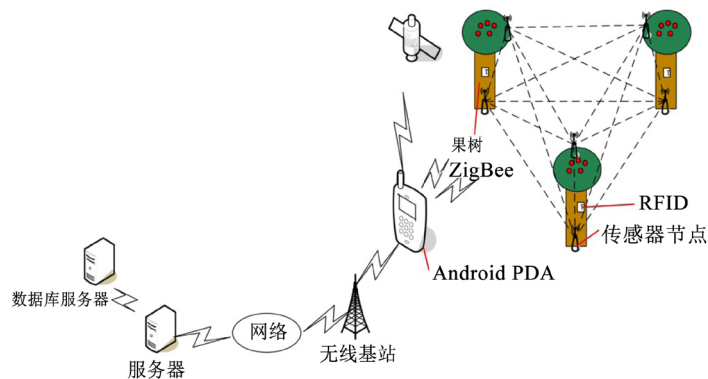 果树
ZigBee
RFID
传感器节点
Android PDA
数据库服务器
网络
无线基站
服务器